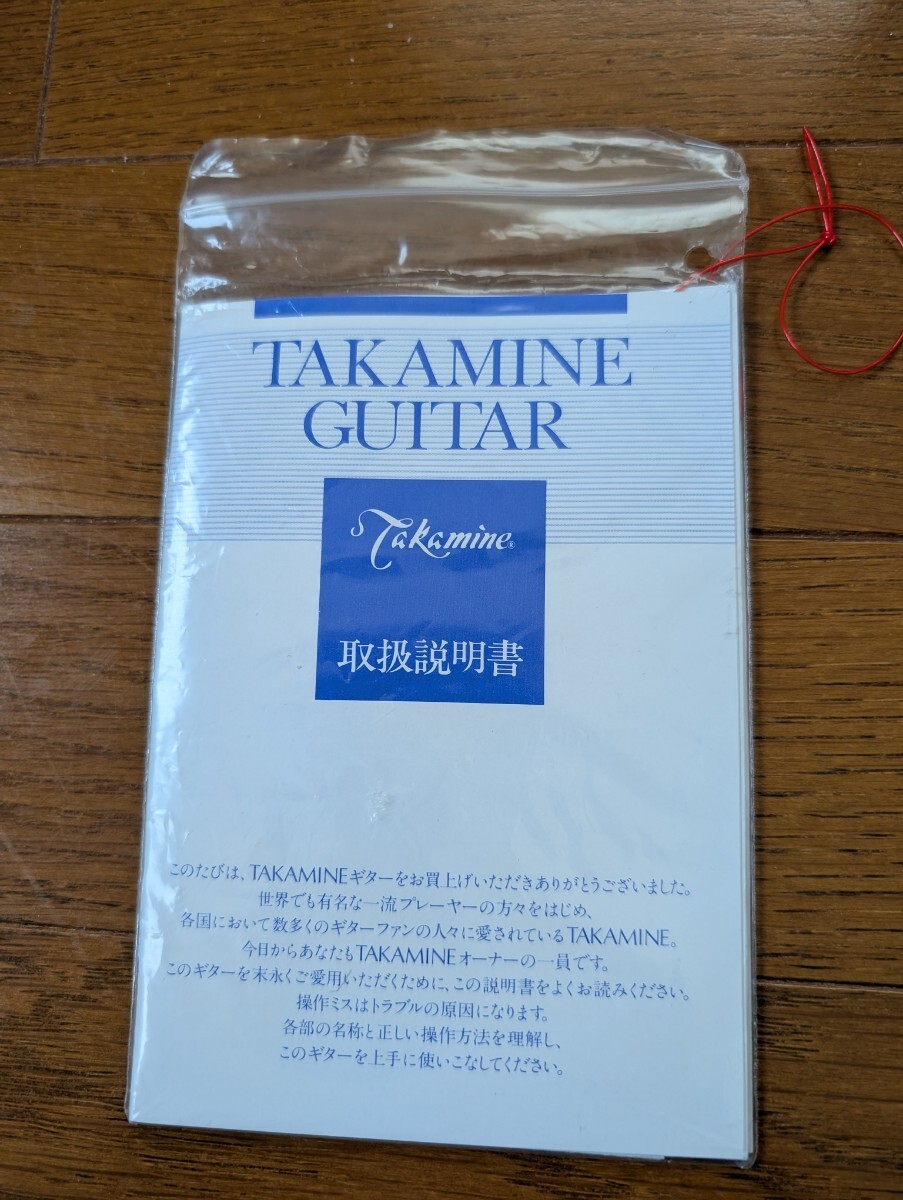 TAKAMINE
GUITAR
Takamine®
取扱説明書
このたびは、TAKAMINEギターをお買上げいただきありがとうございました。
世界でも有名な一流プレーヤーの方々をはじめ、
各国において数多くのギターファンの人々に愛されているTAKAMINE。
今日からあなたもTAKAMINEオーナーの一員です。
このギターを末永くご愛用いただくために、この説明書をよくお読みください。
操作ミスはトラブルの原因になります。
各部の名称と正しい操作方法を理解し、
このギターを上手に使いこなしてください。